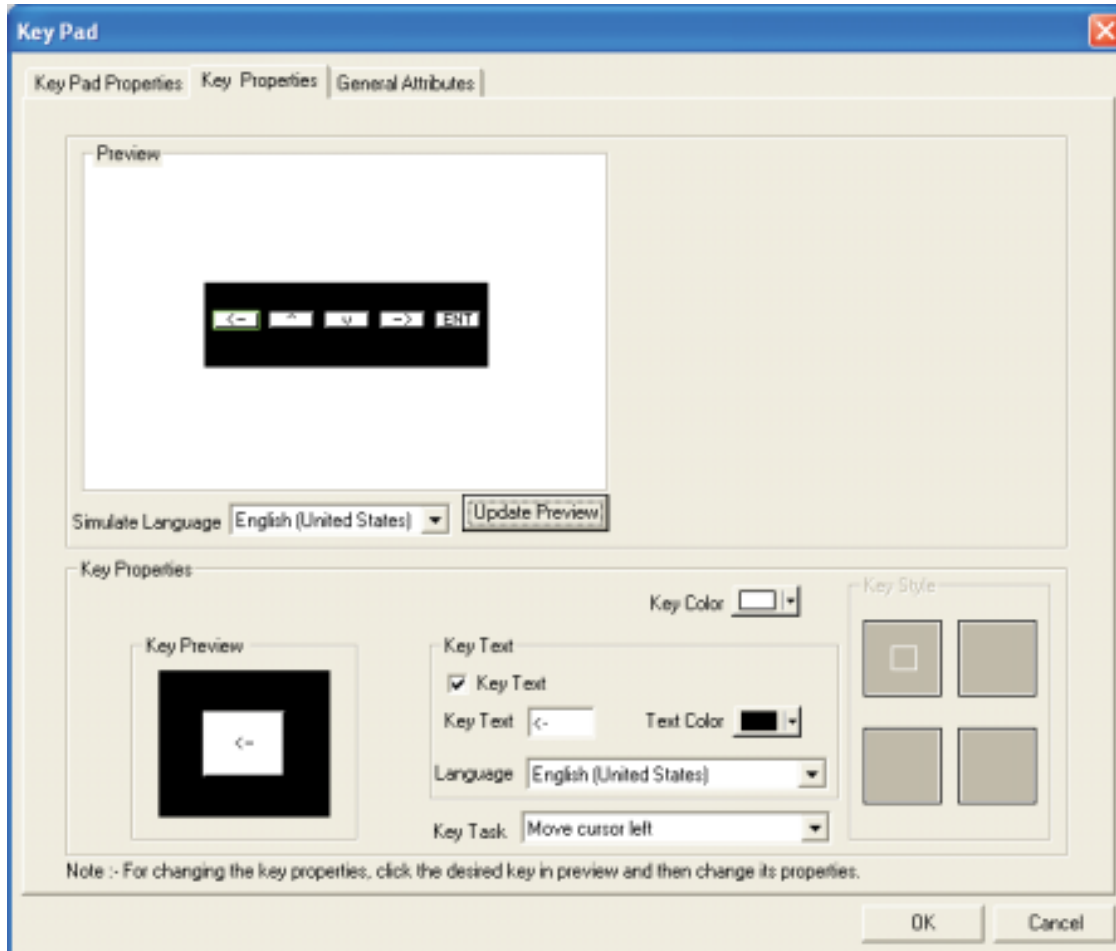 Key Pad
Key Pad Properties Key Properties General Attributes
Preview
<- ^ v -> ENT
Simulate Language English (United States) Update Preview
Key Properties
Key Color Key Style
Key Preview Key Text
Key Text
<- Key Text <- Text Color
Language English (United States)
Key Task Move cursor left
Note :- For changing the key properties, click the desired key in preview and then change its properties.
OK Cancel